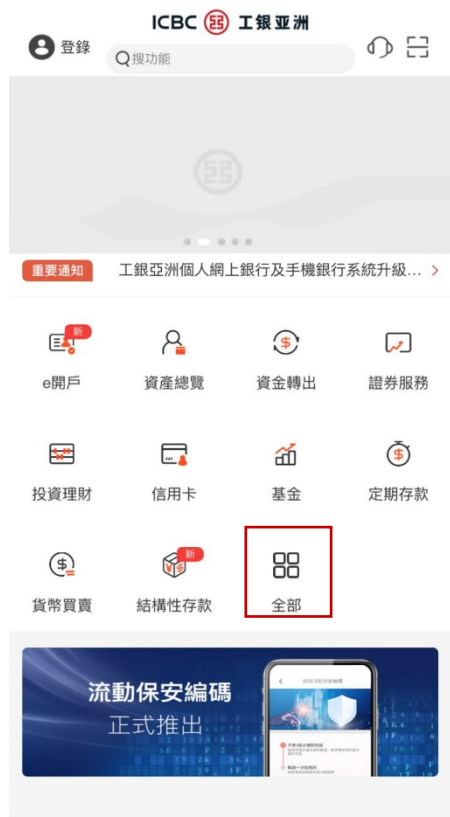 ICBC 工银亚洲
登錄
搜功能
重要通知 工銀亞洲個人網上銀行及手機銀行系統升級...
新
e開戶 資產總覽 資金轉出 證券服務
投資理財 信用卡 基金 定期存款
新
貨幣買賣 結構性存款 全部
流動保安編碼
正式推出